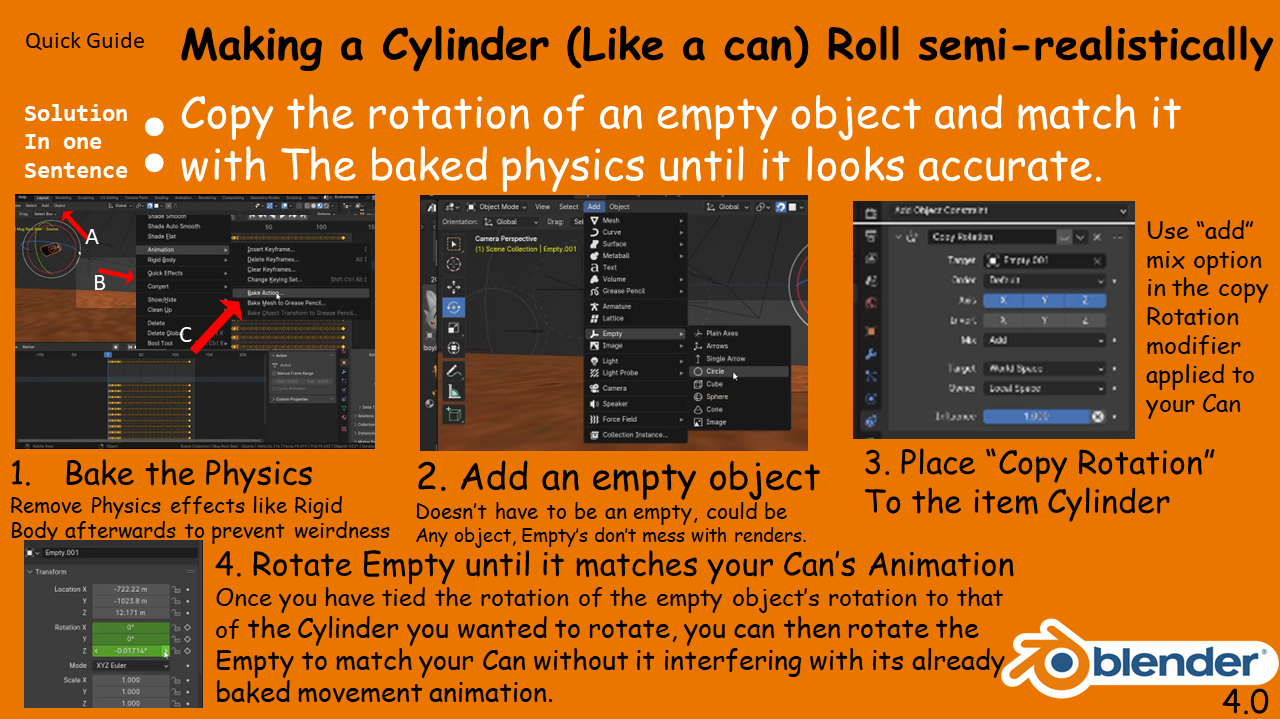 Quick Guide
Making a Cylinder (Like a can) Roll semi-realistically
Solution
In one
Sentence
:
Copy the rotation of an empty object and match it
with The baked physics until it looks accurate.
A
B
C
Shade Smooth
Shade Auto Smooth
Shade Flat
Animation
Rigid Body
Quick Effects
Convert
Show/Hide
Clean Up
Delete
Delete Global
Bool Tool
Insert Keyframe...
Delete Keyframes...
Clear Keyframes...
Change Keying Set...
Bake Action...
Bake Mesh to Grease Pencil...
Bake Object Transform to Grease Pencil...
1. Bake the Physics
Remove Physics effects like Rigid
Body afterwards to prevent weirdness
Object Mode View Select Add Object Global
Orientation: Global Drag:
Camera Perspective
(1) Scene Collection | Empty.001
Mesh
Curve
Surface
Metaball
Text
Volume
Grease Pencil
Armature
Lattice
Empty
Image
Light
Light Probe
Camera
Speaker
Force Field
Collection Instance...
Plain Axes
Arrows
Single Arrow
Circle
Cube
Sphere
Cone
Image
2. Add an empty object
Doesn’t have to be an empty, could be
Any object, Empty’s don’t mess with renders.
Add Object Constraint
Copy Rotation
Target Empty.001
Order Default
Axis X Y Z
Invert X Y Z
Mix Add
Target World Space
Owner Local Space
Influence 1.000
Use “add”
mix option
in the copy
Rotation
modifier
applied to
your Can
3. Place “Copy Rotation”
To the item Cylinder
Empty.001
Transform
Location X -722.22 m
Y -1023.8 m
Z 12.171 m
Rotation X 0°
Y 0°
Z -0.01714°
Mode XYZ Euler
Scale X 1.000
Y 1.000
Z 1.000
4. Rotate Empty until it matches your Can’s Animation
Once you have tied the rotation of the empty object’s rotation to that
of the Cylinder you wanted to rotate, you can then rotate the
Empty to match your Can without it interfering with its already
baked movement animation.
blender®
4.0